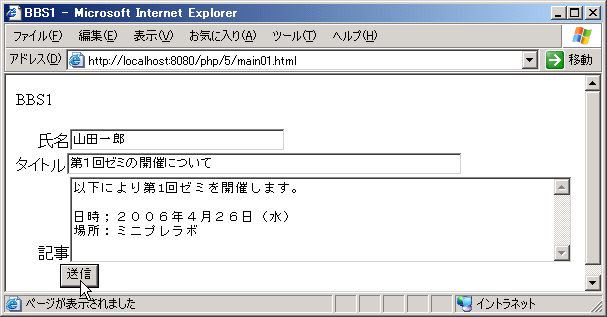 BBS1 - Microsoft Internet Explorer
ファイル(F) 編集(E) 表示(V) お気に入り(A) ツール(T) ヘルプ(H)
アドレス(D) http://localhost:8080/php/5/main01.html 移動
BBS1
氏名 山田一郎
タイトル 第1回ゼミの開催について
以下により第1回ゼミを開催します。
日時：２００６年４月２６日（水）
場所：ミニプレラボ
記事
送信
ページが表示されました イントラネット